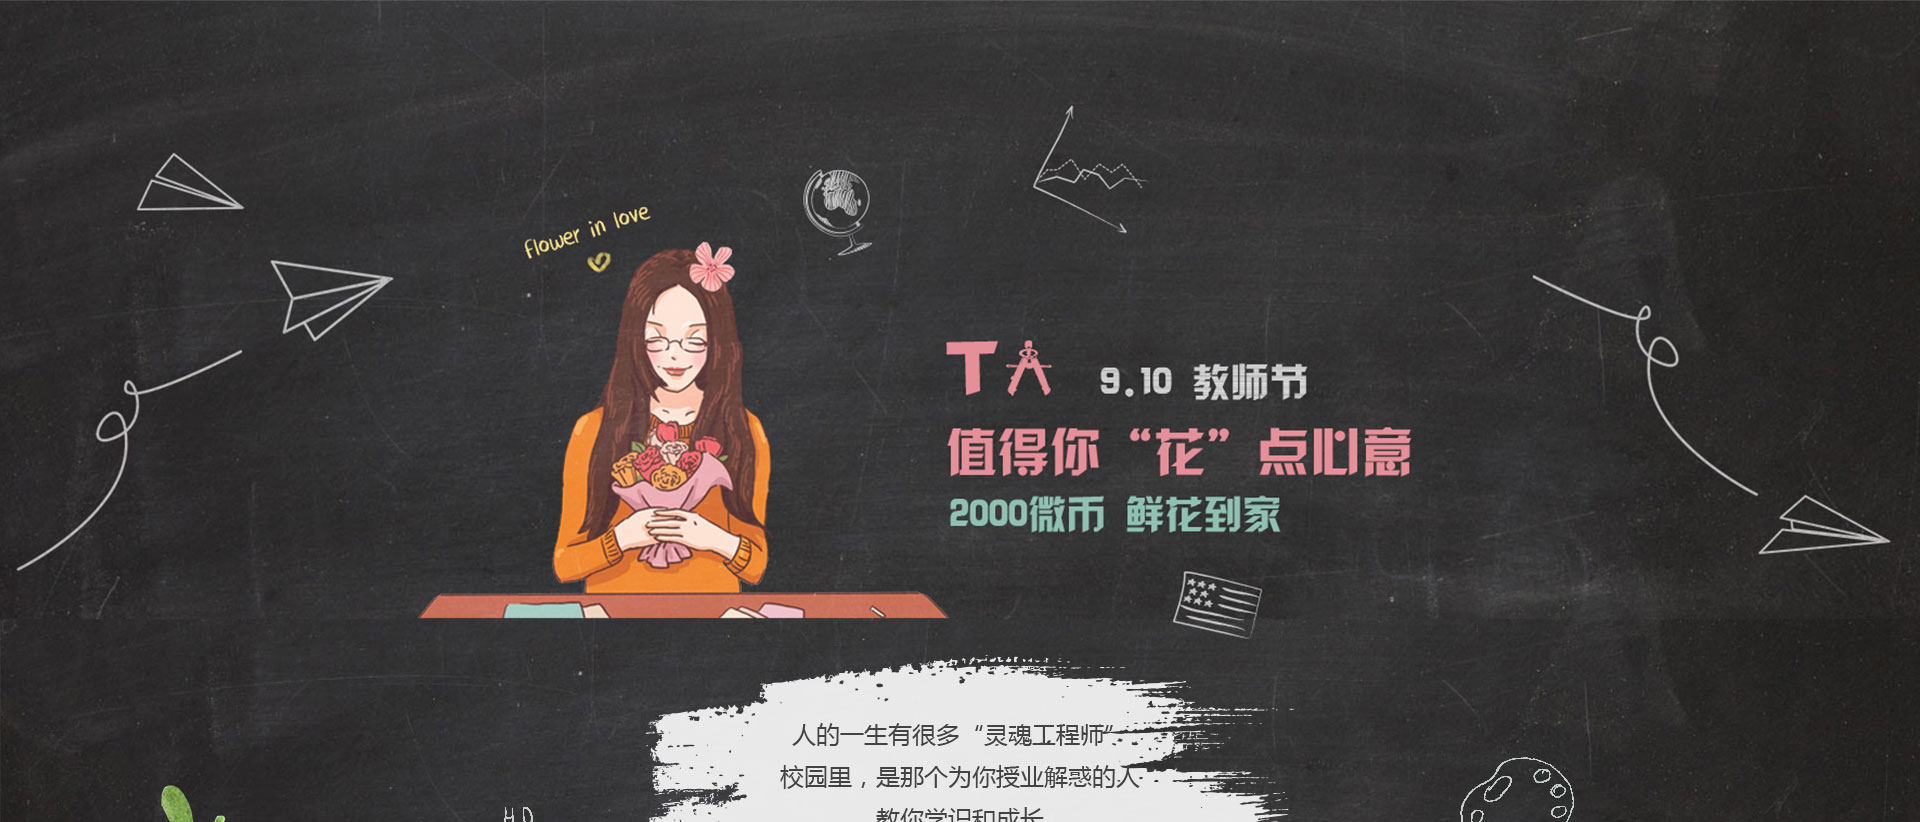 flower in love
TA 9.10 教师节
值得你“花”点心意
2000微币 鲜花到家
人的一生有很多“灵魂工程师”
校园里，是那个为你授业解惑的人
教你学识和成长